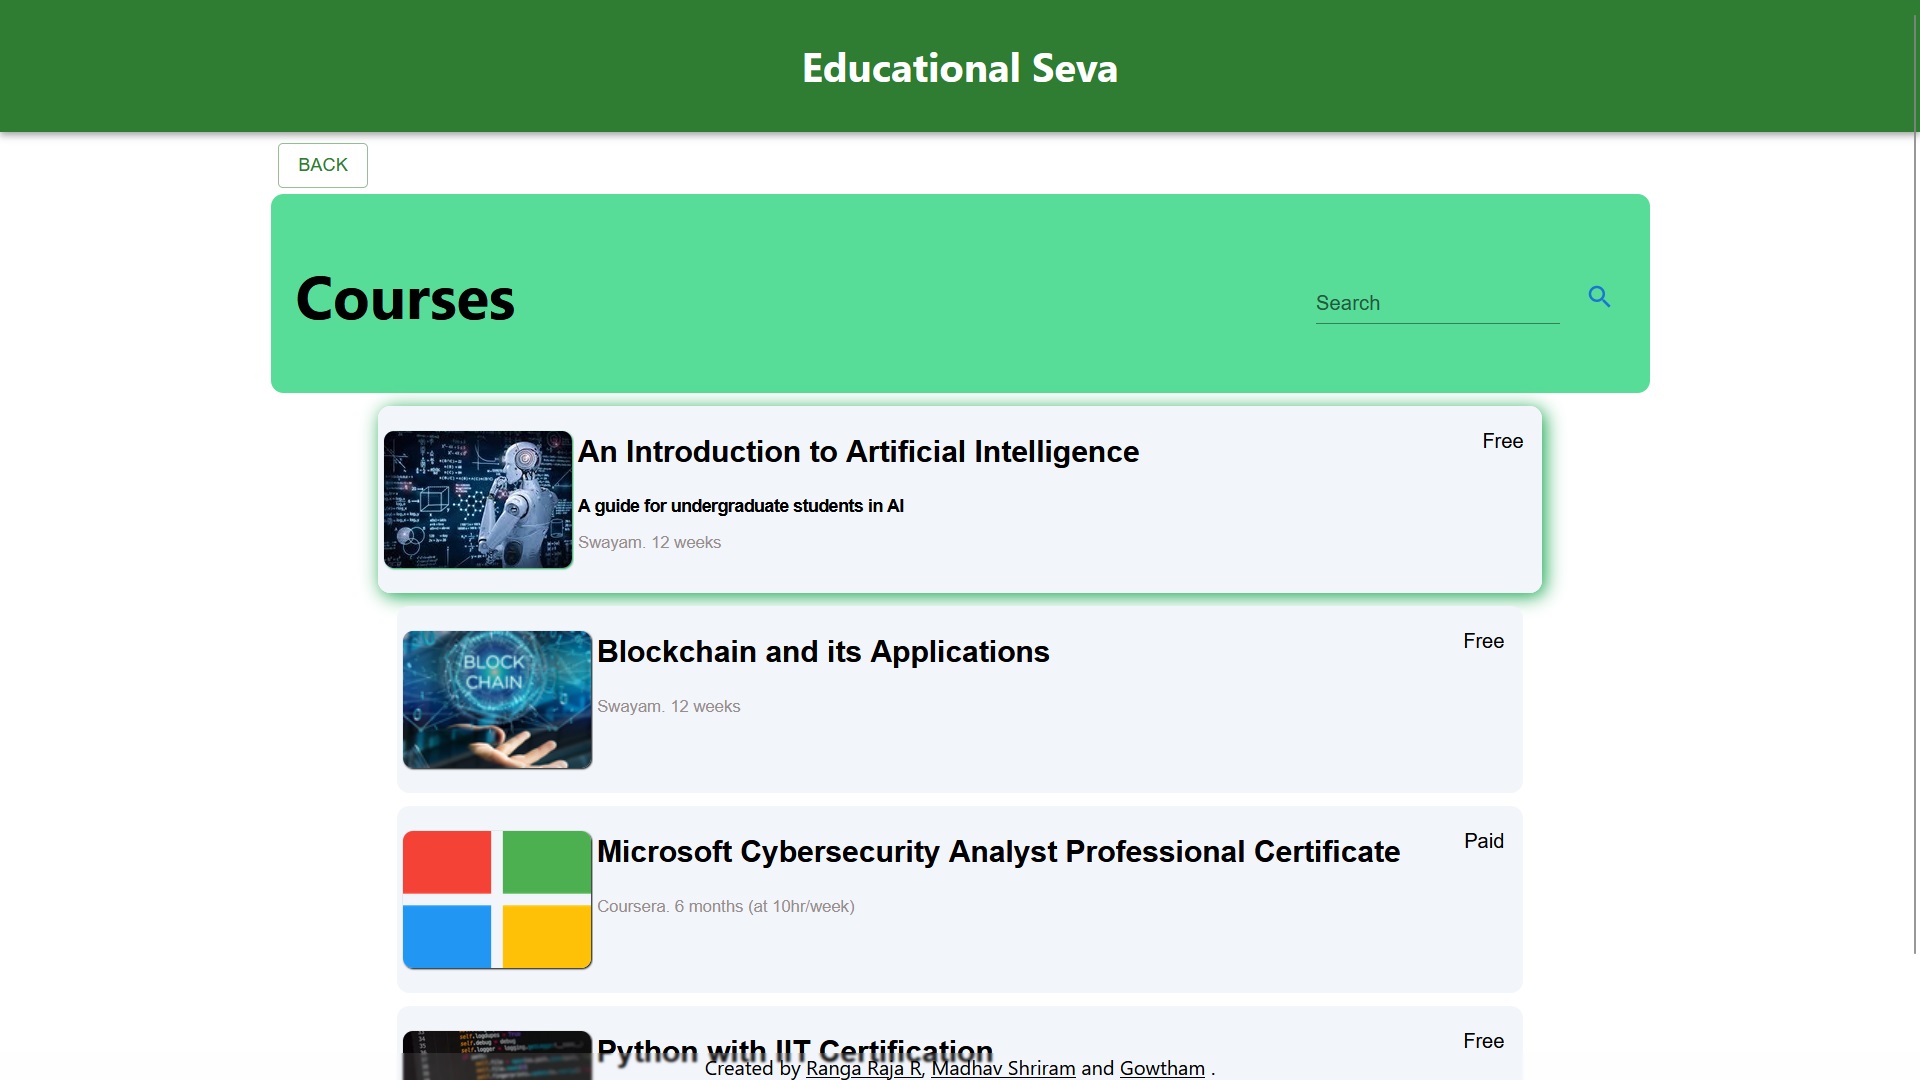 Educational Seva
BACK
Courses
Search
An Introduction to Artificial Intelligence
Free
A guide for undergraduate students in AI
Swayam. 12 weeks
BLOCK
CHAIN
Blockchain and its Applications
Free
Swayam. 12 weeks
Microsoft Cybersecurity Analyst Professional Certificate
Paid
Coursera. 6 months (at 10hr/week)
Python with IIT Certification
Free
Created by Ranga Raja R, Madhav Shriram and Gowtham .